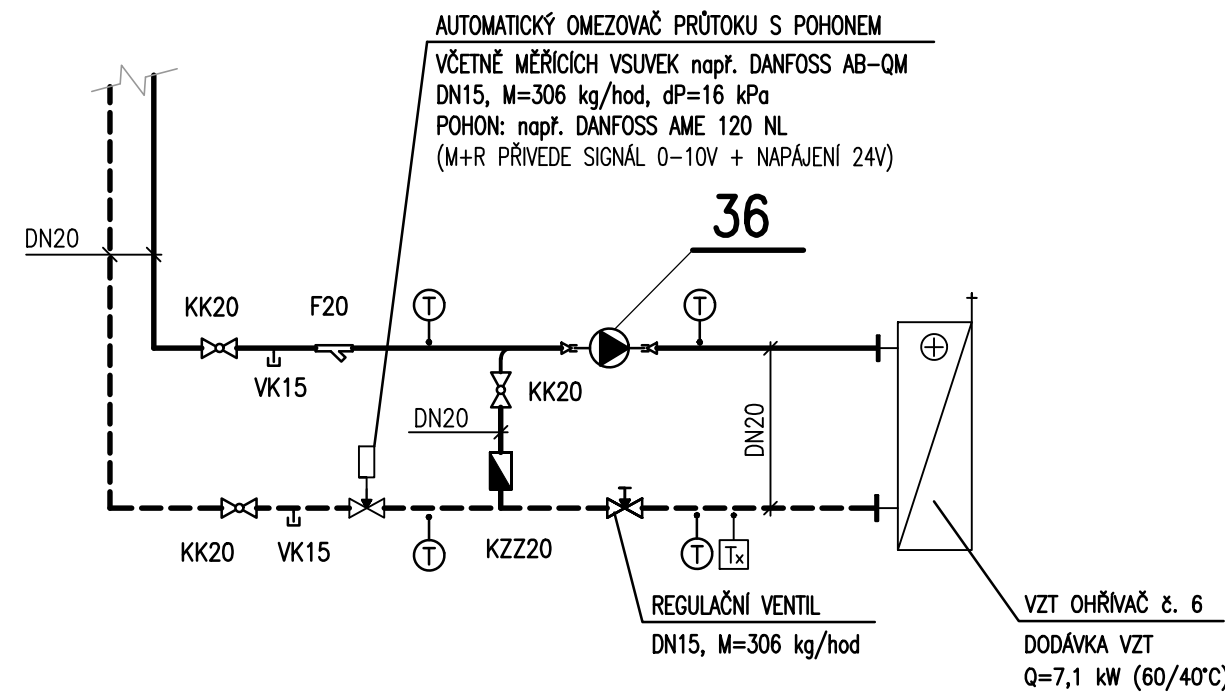 AUTOMATICKÝ OMEZOVAČ PRŮTOKU S POHONEM
VČETNĚ MĚŘÍCÍCH VSUVEK např. DANFOSS AB-QM
DN15, M=306 kg/hod, dP=16 kPa
POHON: např. DANFOSS AME 120 NL
(M+R PŘIVEDE SIGNÁL 0-10V + NAPÁJENÍ 24V)
36
DN20
KK20
F20
T
T
VK15
KK20
DN20
DN20
KK20
VK15
T
KZZ20
T
Tx
REGULAČNÍ VENTIL
DN15, M=306 kg/hod
VZT OHŘÍVAČ č. 6
DODÁVKA VZT
Q=7,1 kW (60/40°C)